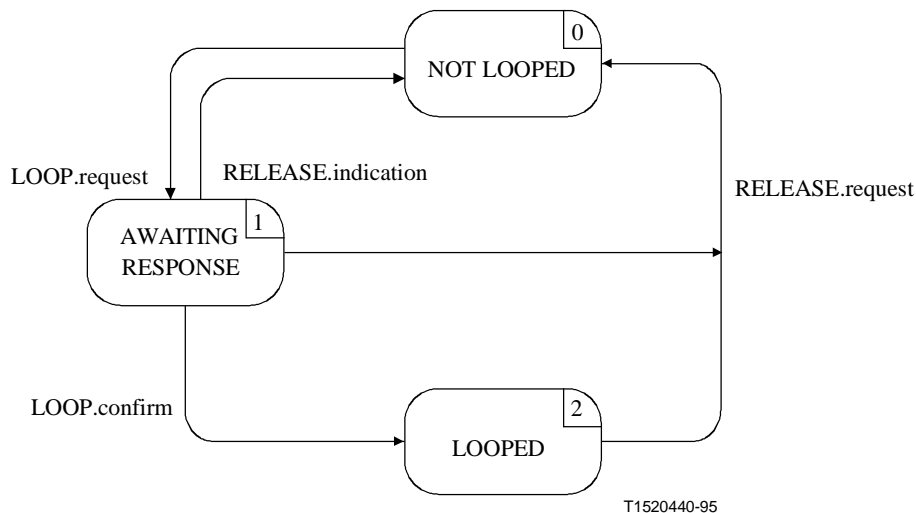 0
NOT LOOPED
LOOP.request
RELEASE.indication
RELEASE.request
1
AWAITING
RESPONSE
LOOP.confirm
2
LOOPED
T1520440-95